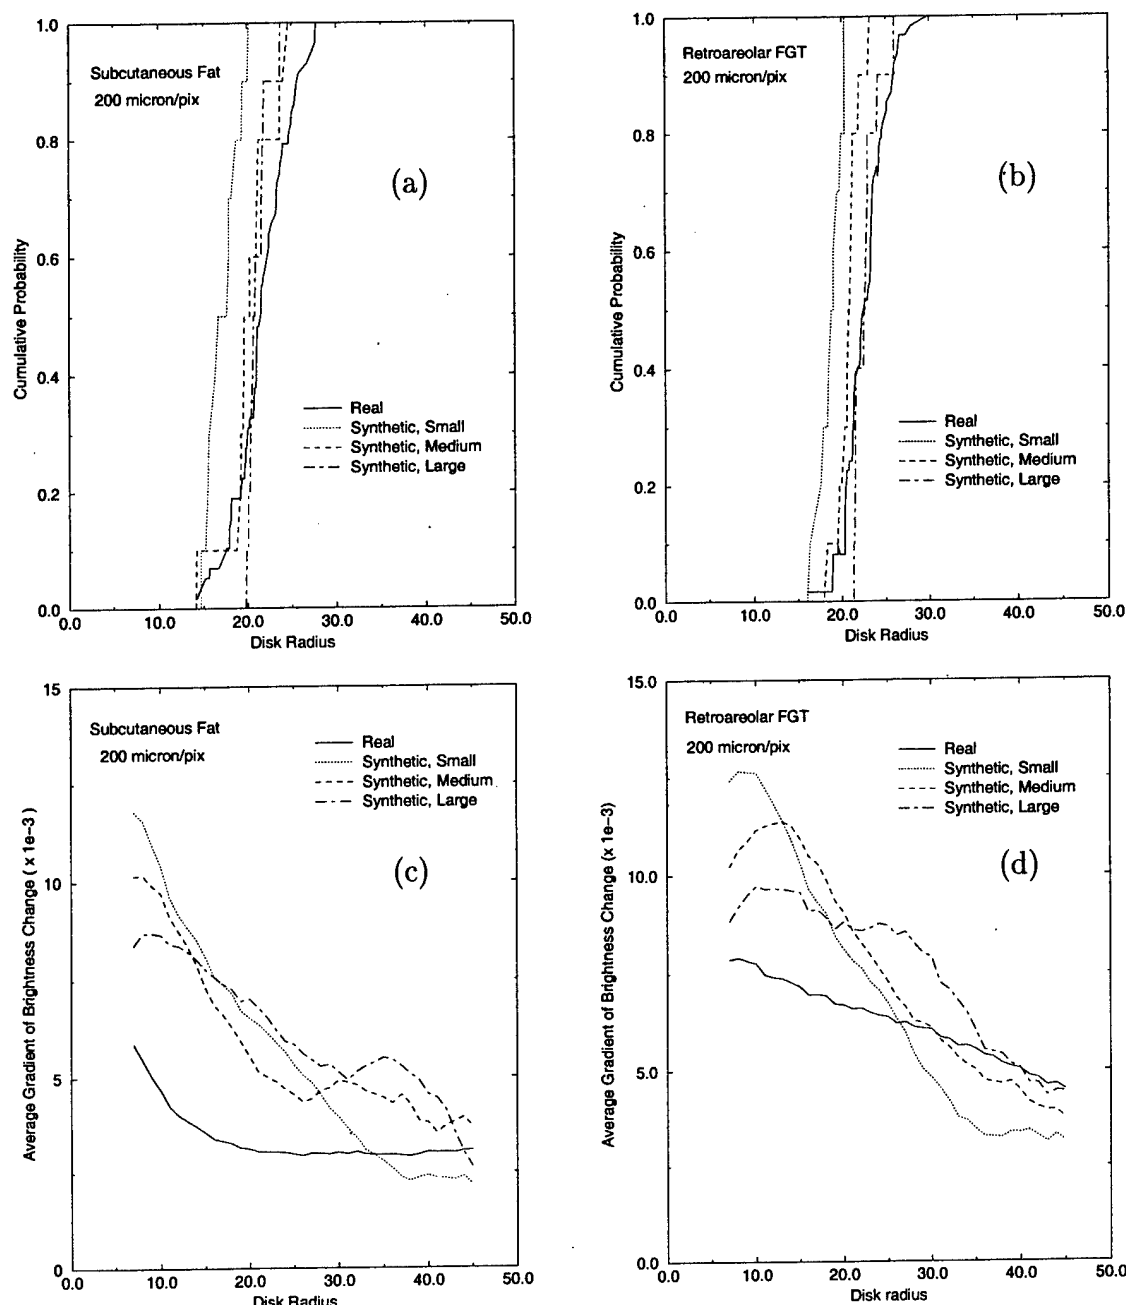 1.0
0.8
0.6
0.4
0.2
0.0
Cumulative Probability
Subcutaneous Fat
200 micron/pix
(a)
Real
Synthetic, Small
Synthetic, Medium
Synthetic, Large
0.0
10.0
20.0
30.0
40.0
50.0
Disk Radius
1.0
0.8
0.6
0.4
0.2
0.0
Cumulative Probability
Retroareolar FGT
200 micron/pix
(b)
Real
Synthetic, Small
Synthetic, Medium
Synthetic, Large
0.0
10.0
20.0
30.0
40.0
50.0
Disk Radius
15
10
5
0
Average Gradient of Brightness Change ( x 1e-3 )
Subcutaneous Fat
200 micron/pix
Real
Synthetic, Small
Synthetic, Medium
Synthetic, Large
(c)
0.0
10.0
20.0
30.0
40.0
50.0
Disk Radius
15.0
10.0
5.0
0.0
Average Gradient of Brightness Change (x 1e-3)
Retroareolar FGT
200 micron/pix
Real
Synthetic, Small
Synthetic, Medium
Synthetic, Large
(d)
0.0
10.0
20.0
30.0
40.0
50.0
Disk radius